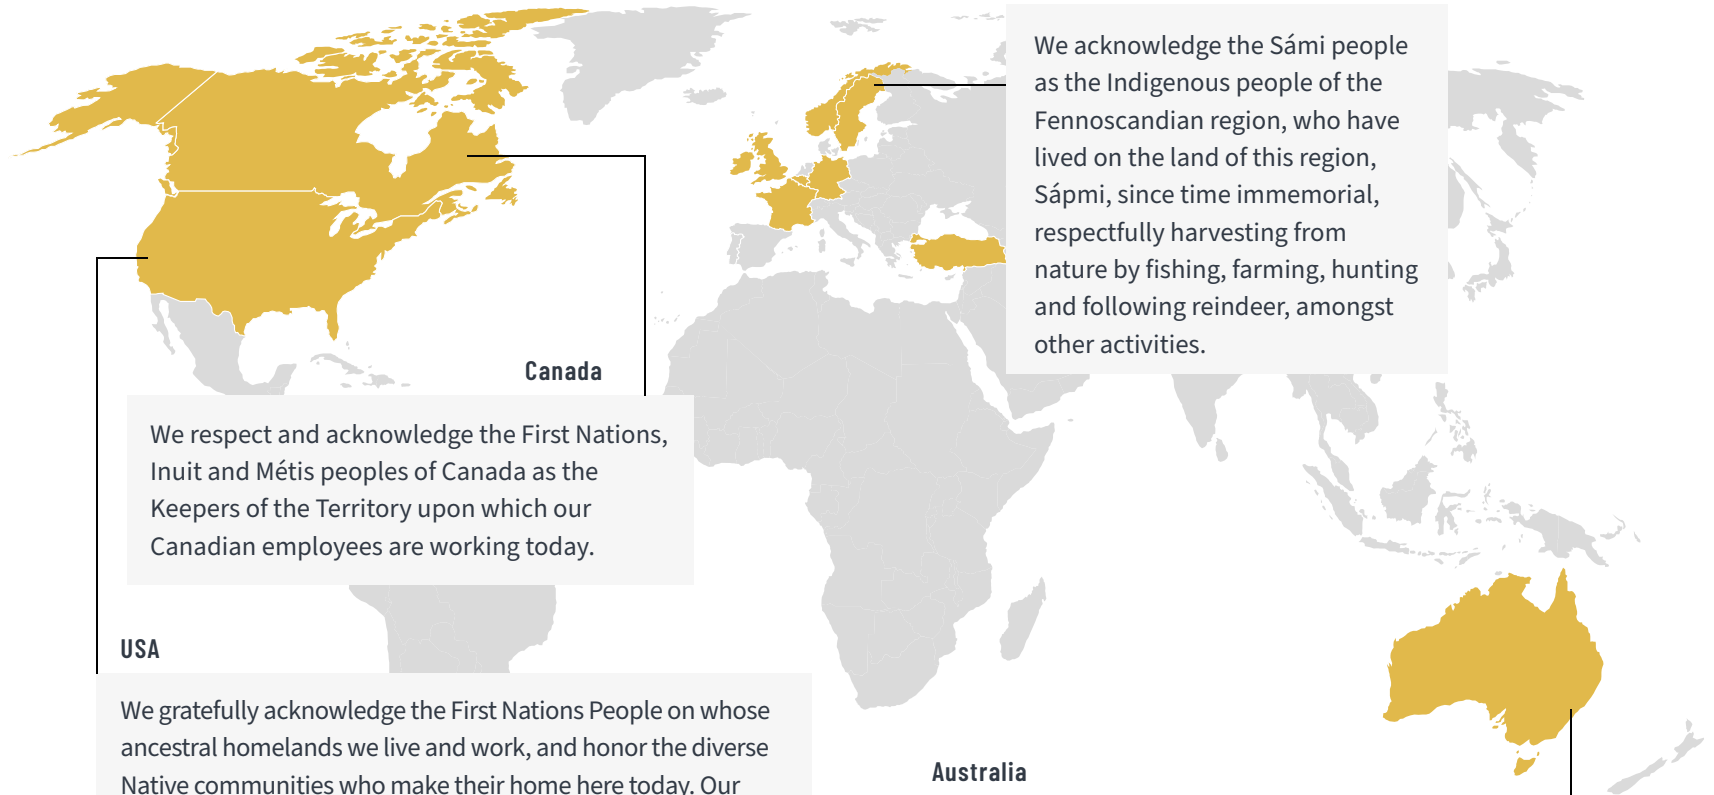 We acknowledge the Sámi people
as the Indigenous people of the
Fennoscandian region, who have
lived on the land of this region,
Sápmi, since time immemorial,
respectfully harvesting from
nature by fishing, farming, hunting
and following reindeer, amongst
other activities.
Canada
We respect and acknowledge the First Nations,
Inuit and Métis peoples of Canada as the
Keepers of the Territory upon which our
Canadian employees are working today.
USA
We gratefully acknowledge the First Nations People on whose
ancestral homelands we live and work, and honor the diverse
Native communities who make their home here today. Our
Australia